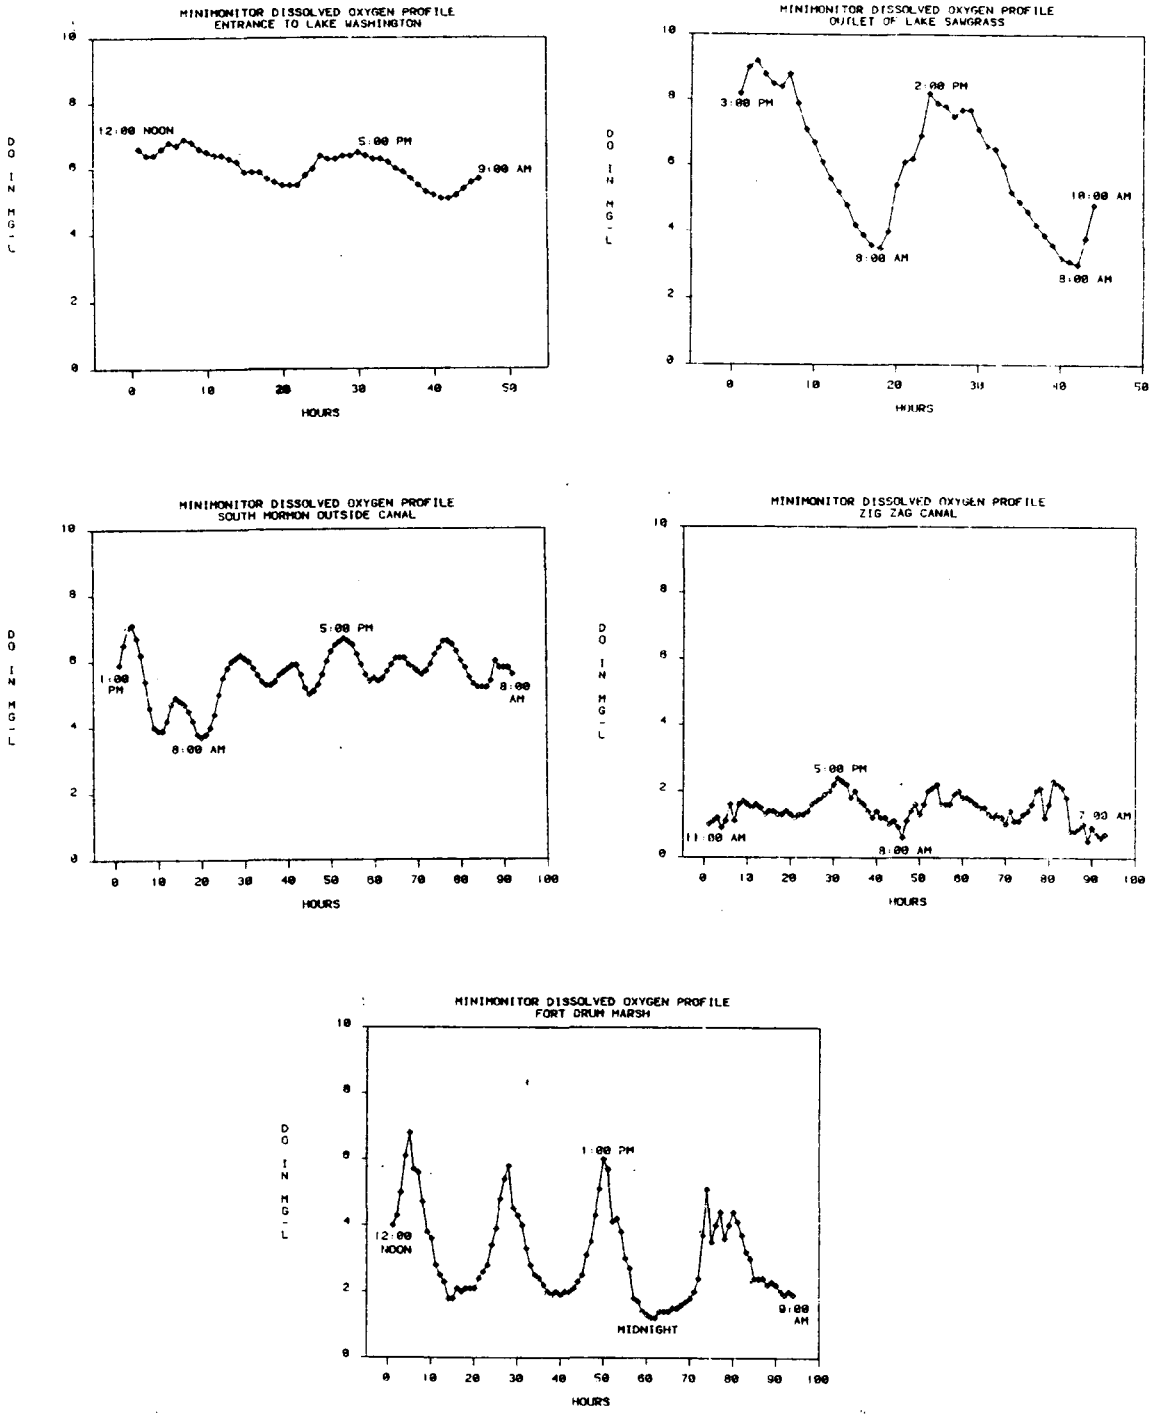 MINIMONITOR DISSOLVED OXYGEN PROFILE
ENTRANCE TO LAKE WASHINGTON
10
8
6
4
2
0
DO IN MG-L
12:00 NOON
5:00 PM
9:00 AM
0 10 20 30 40 50
HOURS
MINIMONITOR DISSOLVED OXYGEN PROFILE
OUTLET OF LAKE SAWGRASS
10
8
6
4
2
0
DO IN MG-L
3:00 PM
2:00 PM
8:00 AM
10:00 AM
8:00 AM
0 10 20 30 40 50
HOURS
MINIMONITOR DISSOLVED OXYGEN PROFILE
SOUTH MORMON OUTSIDE CANAL
10
8
6
4
2
0
DO IN MG-L
1:00
PM
8:00 AM
5:00 PM
8:00
AM
0 10 20 30 40 50 60 70 80 90 100
HOURS
MINIMONITOR DISSOLVED OXYGEN PROFILE
ZIG ZAG CANAL
10
8
6
4
2
0
DO IN MG-L
11:00 AM
5:00 PM
8:00 AM
7:00 AM
0 10 20 30 40 50 60 70 80 90 100
HOURS
MINIMONITOR DISSOLVED OXYGEN PROFILE
FORT DRUM MARSH
10
8
6
4
2
0
DO IN MG-L
12:00
NOON
1:00 PM
MIDNIGHT
9:00
AM
0 10 20 30 40 50 60 70 80 90 100
HOURS